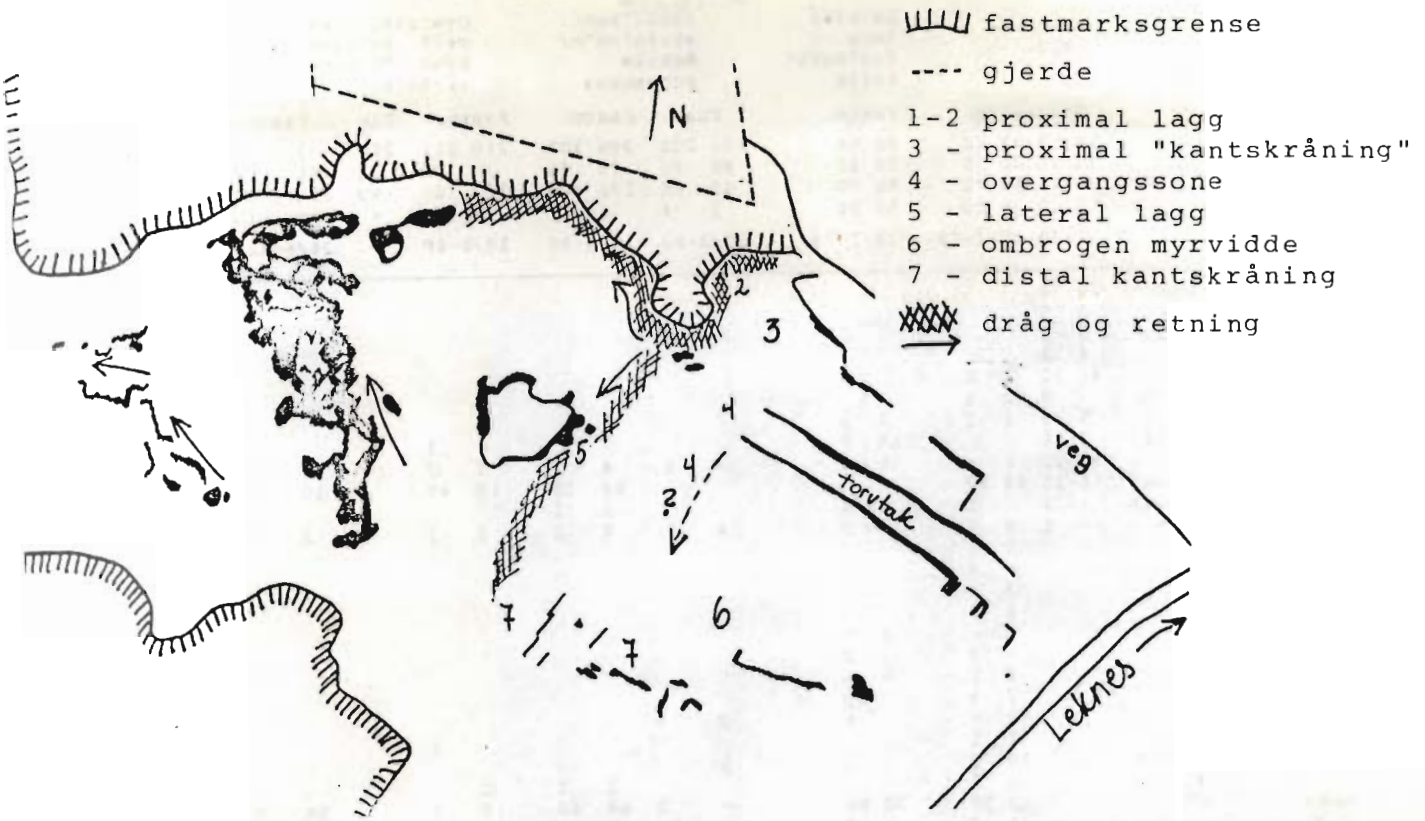 fastmarksgrense
gjerde
1-2 proximal lagg
3 - proximal "kantskråning"
4 - overgangssone
5 - lateral lagg
6 - ombrogen myrvidde
7 - distal kantskråning
dråg og retning
N
2
3
4
4
?
5
torvtak
veg
7
6
7
Leknes